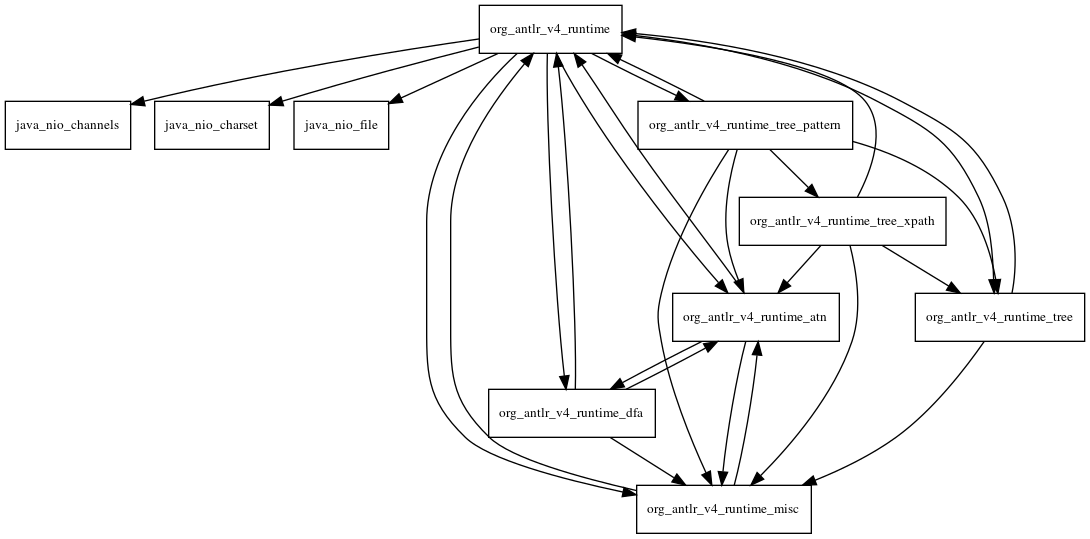 org_antlr_v4_runtime
java_nio_channels
java_nio_charset
java_nio_file
org_antlr_v4_runtime_tree_pattern
org_antlr_v4_runtime_tree_xpath
org_antlr_v4_runtime_atn
org_antlr_v4_runtime_tree
org_antlr_v4_runtime_dfa
org_antlr_v4_runtime_misc